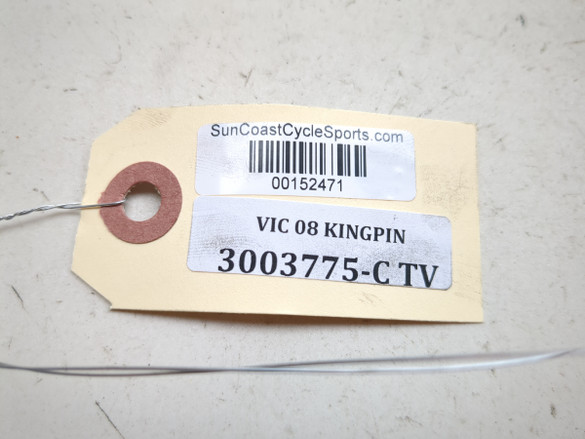 SunCoastCycleSports.com
00152471
VIC 08 KINGPIN
3003775-C TV